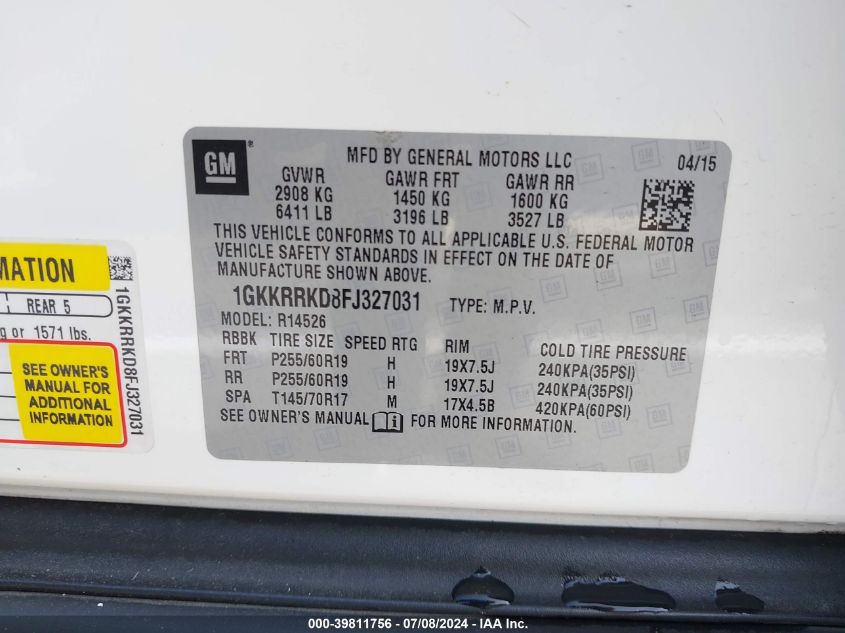 GM ®
MFD BY GENERAL MOTORS LLC 04/15
GVWR GAWR FRT GAWR RR
2908 KG 1450 KG 1600 KG
6411 LB 3196 LB 3527 LB
THIS VEHICLE CONFORMS TO ALL APPLICABLE U.S. FEDERAL MOTOR
VEHICLE SAFETY STANDARDS IN EFFECT ON THE DATE OF
MANUFACTURE SHOWN ABOVE.
1GKKRRKD8FJ327031 TYPE: M.P.V.
MODEL: R14526
RBBK TIRE SIZE SPEED RTG RIM COLD TIRE PRESSURE
FRT P255/60R19 H 19X7.5J 240KPA(35PSI)
RR P255/60R19 H 19X7.5J 240KPA(35PSI)
SPA T145/70R17 M 17X4.5B 420KPA(60PSI)
SEE OWNER'S MANUAL FOR MORE INFORMATION.
MATION
REAR 5
or 1571 lbs.
SEE OWNER'S
MANUAL FOR
ADDITIONAL
INFORMATION
1GKKRRKD8FJ327031
000-39811756 - 07/08/2024 - IAA Inc.